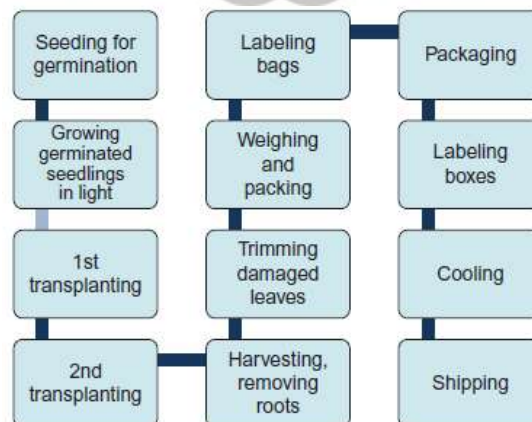 Seeding for
germination
Growing
germinated
seedlings
in light
1st
transplanting
2nd
transplanting
Harvesting,
removing
roots
Trimming
damaged
leaves
Weighing
and
packing
Labeling
bags
Packaging
Labeling
boxes
Cooling
Shipping